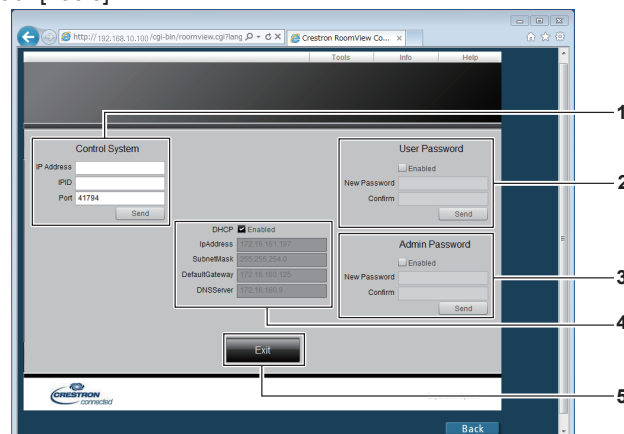 http://192.168.10.100/cgi-bin/roomview.cgi?lang
Crestron RoomView Co...
Tools Info Help
1
Control System
IP Address
IPID
Port 41794
Send
User Password
Enabled
New Password
Confirm
Send
2
DHCP Enabled
IpAddress 172.16.161.197
SubnetMask 255.255.254.0
DefaultGateway 172.16.160.125
DNSServer 172.16.160.9
Admin Password
Enabled
New Password
Confirm
Send
3
4
Exit
CRESTRON
connected
5
Back